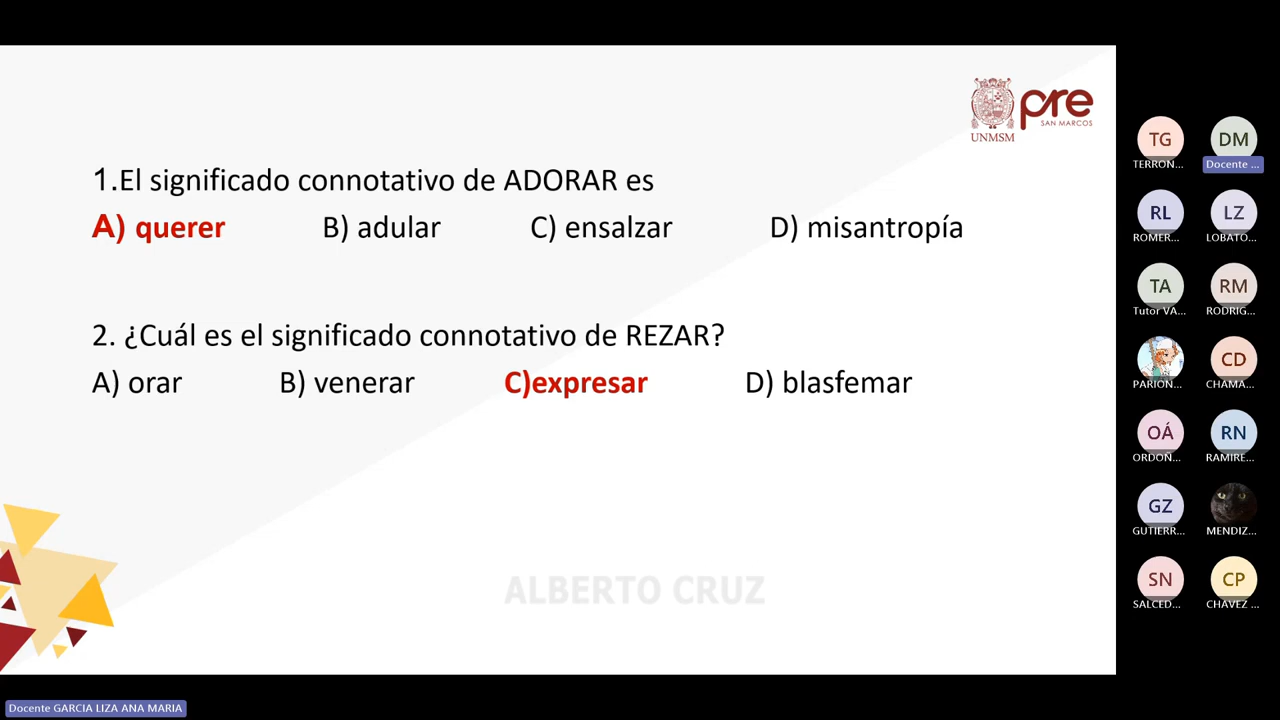 UNMSM
pre
SAN MARCOS
1.El significado connotativo de ADORAR es
A) querer B) adular C) ensalzar D) misantropía
2. ¿Cuál es el significado connotativo de REZAR?
A) orar B) venerar C)expresar D) blasfemar
ALBERTO CRUZ
TG DM
TERRON... Docente ...
RL LZ
ROMER... LOBATO...
TA RM
Tutor VA... RODRIG...
CD
PARION... CHAMA...
OÁ RN
ORDOÑ... RAMIRE...
GZ
GUTIERR... MENDIZ...
SN CP
SALCED... CHAVEZ ...
Docente GARCIA LIZA ANA MARIA